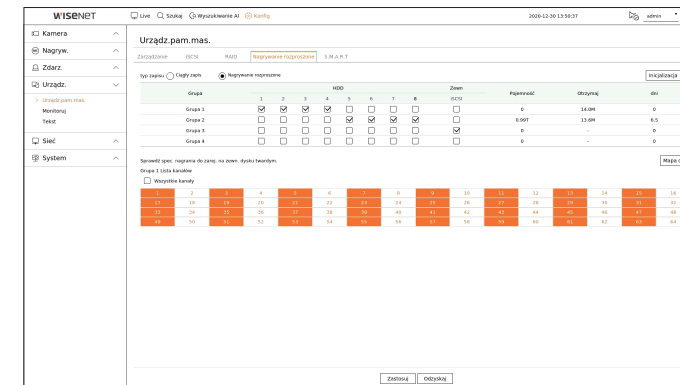 WISENET
Live Szukaj Wyszukiwanie AI Konfig
2020-12-30 13:50:37
admin
Kamera
Nagryw.
Zdarz.
Urządz.
Urządz.pam.mas.
Monitoruj
Tekst
Sieć
System
Urządz.pam.mas.
Zarządzanie iSCSI RAID Nagrywanie rozproszone S.M.A.R.T
typ zapisu Ciągły zapis Nagrywanie rozproszone
Inicjalizacja
Grupa HDD Zewn Pojemność Otrzymaj dni
1 2 3 4 5 6 7 8 iSCSI
Grupa 1 0 14.0M 0
Grupa 2 0.99T 13.6M 6.5
Grupa 3 0 - 0
Grupa 4 0 - 0
Sprawdź spec. nagrania do zarej. na zewn. dysku twardym.
Mapa d
Grupa 1 Lista kanałów
Wszystkie kanały
1 2 3 4 5 6 7 8 9 10 11 12 13 14 15 16
17 18 19 20 21 22 23 24 25 26 27 28 29 30 31 32
33 34 35 36 37 38 39 40 41 42 43 44 45 46 47 48
49 50 51 52 53 54 55 56 57 58 59 60 61 62 63 64
Zastosuj Odzyskaj